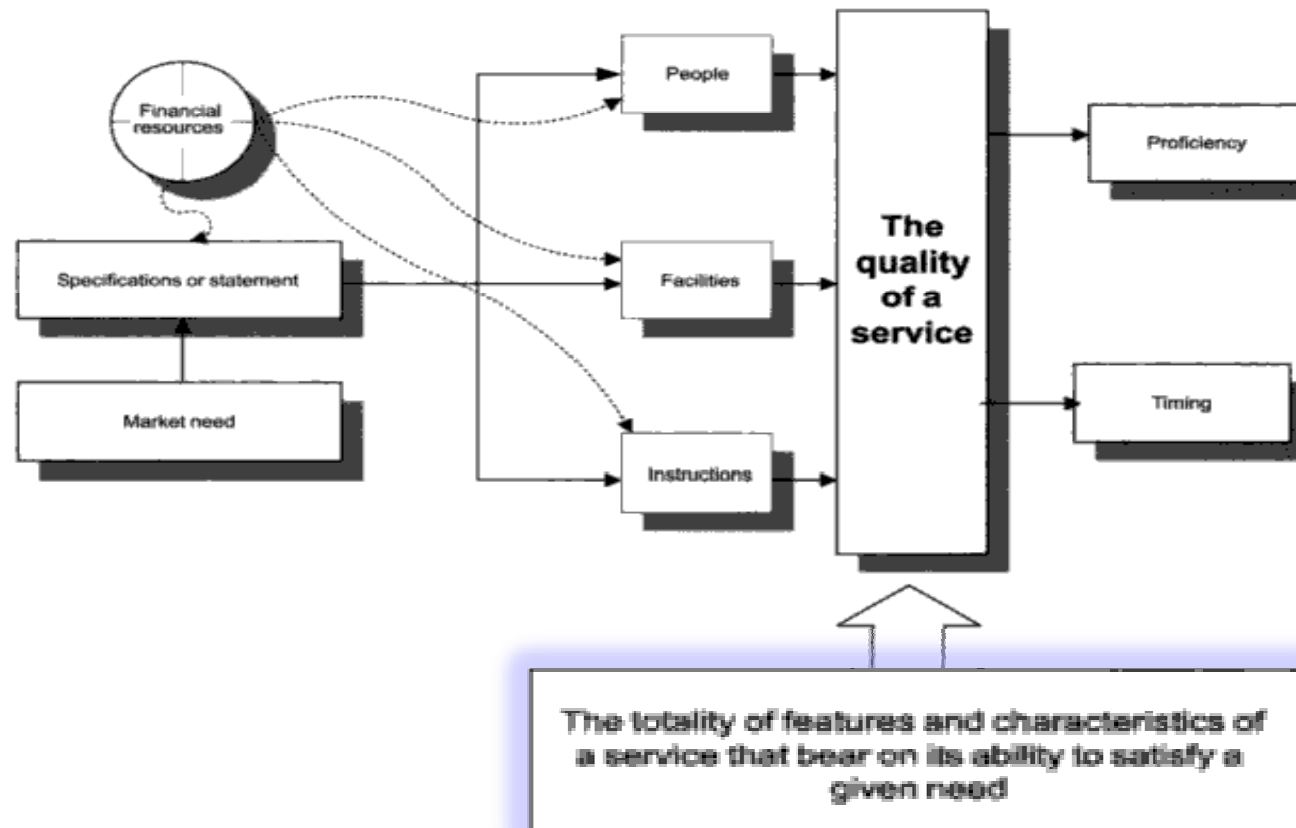 Financial
resources
People
Proficiency
Specifications or statement
Facilities
The
quality
of a
service
Market need
Timing
Instructions
The totality of features and characteristics of
a service that bear on its ability to satisfy a
given need